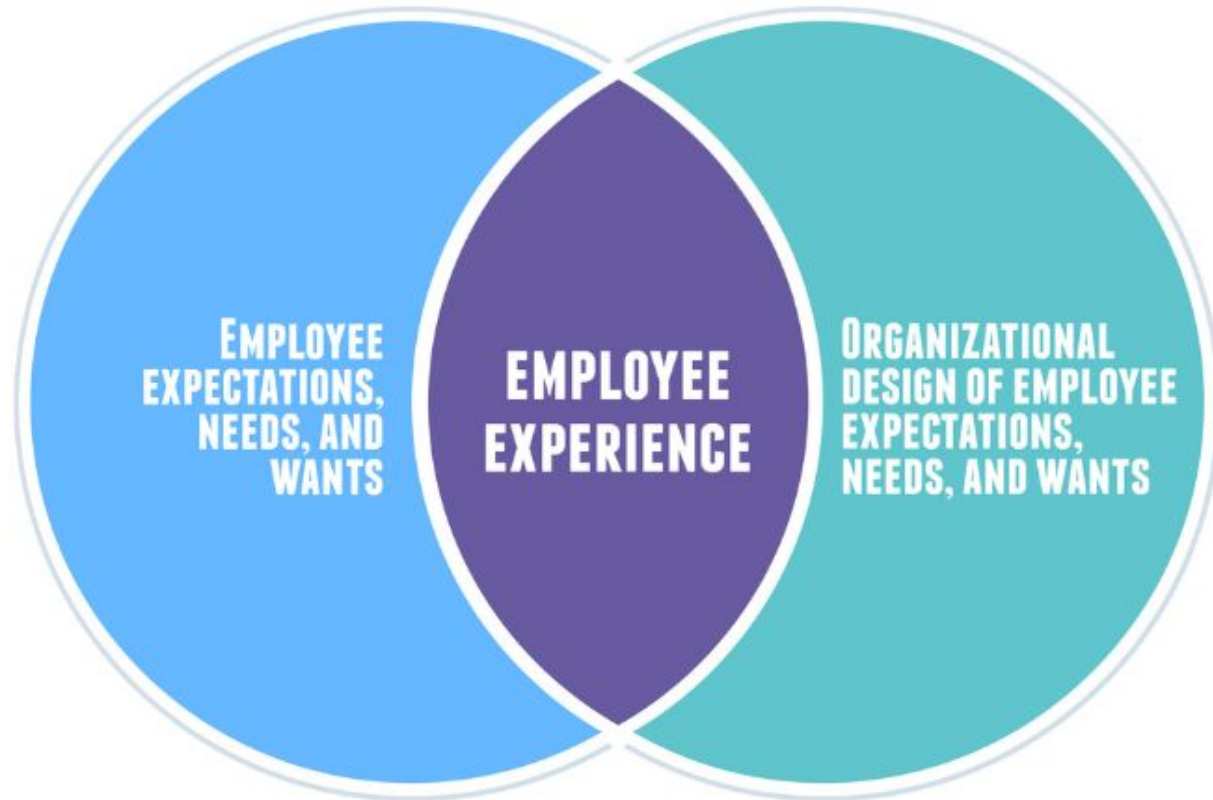 Employee
expectations,
needs, and
wants
EMPLOYEE
EXPERIENCE
Organizational
design of employee
expectations,
needs, and wants